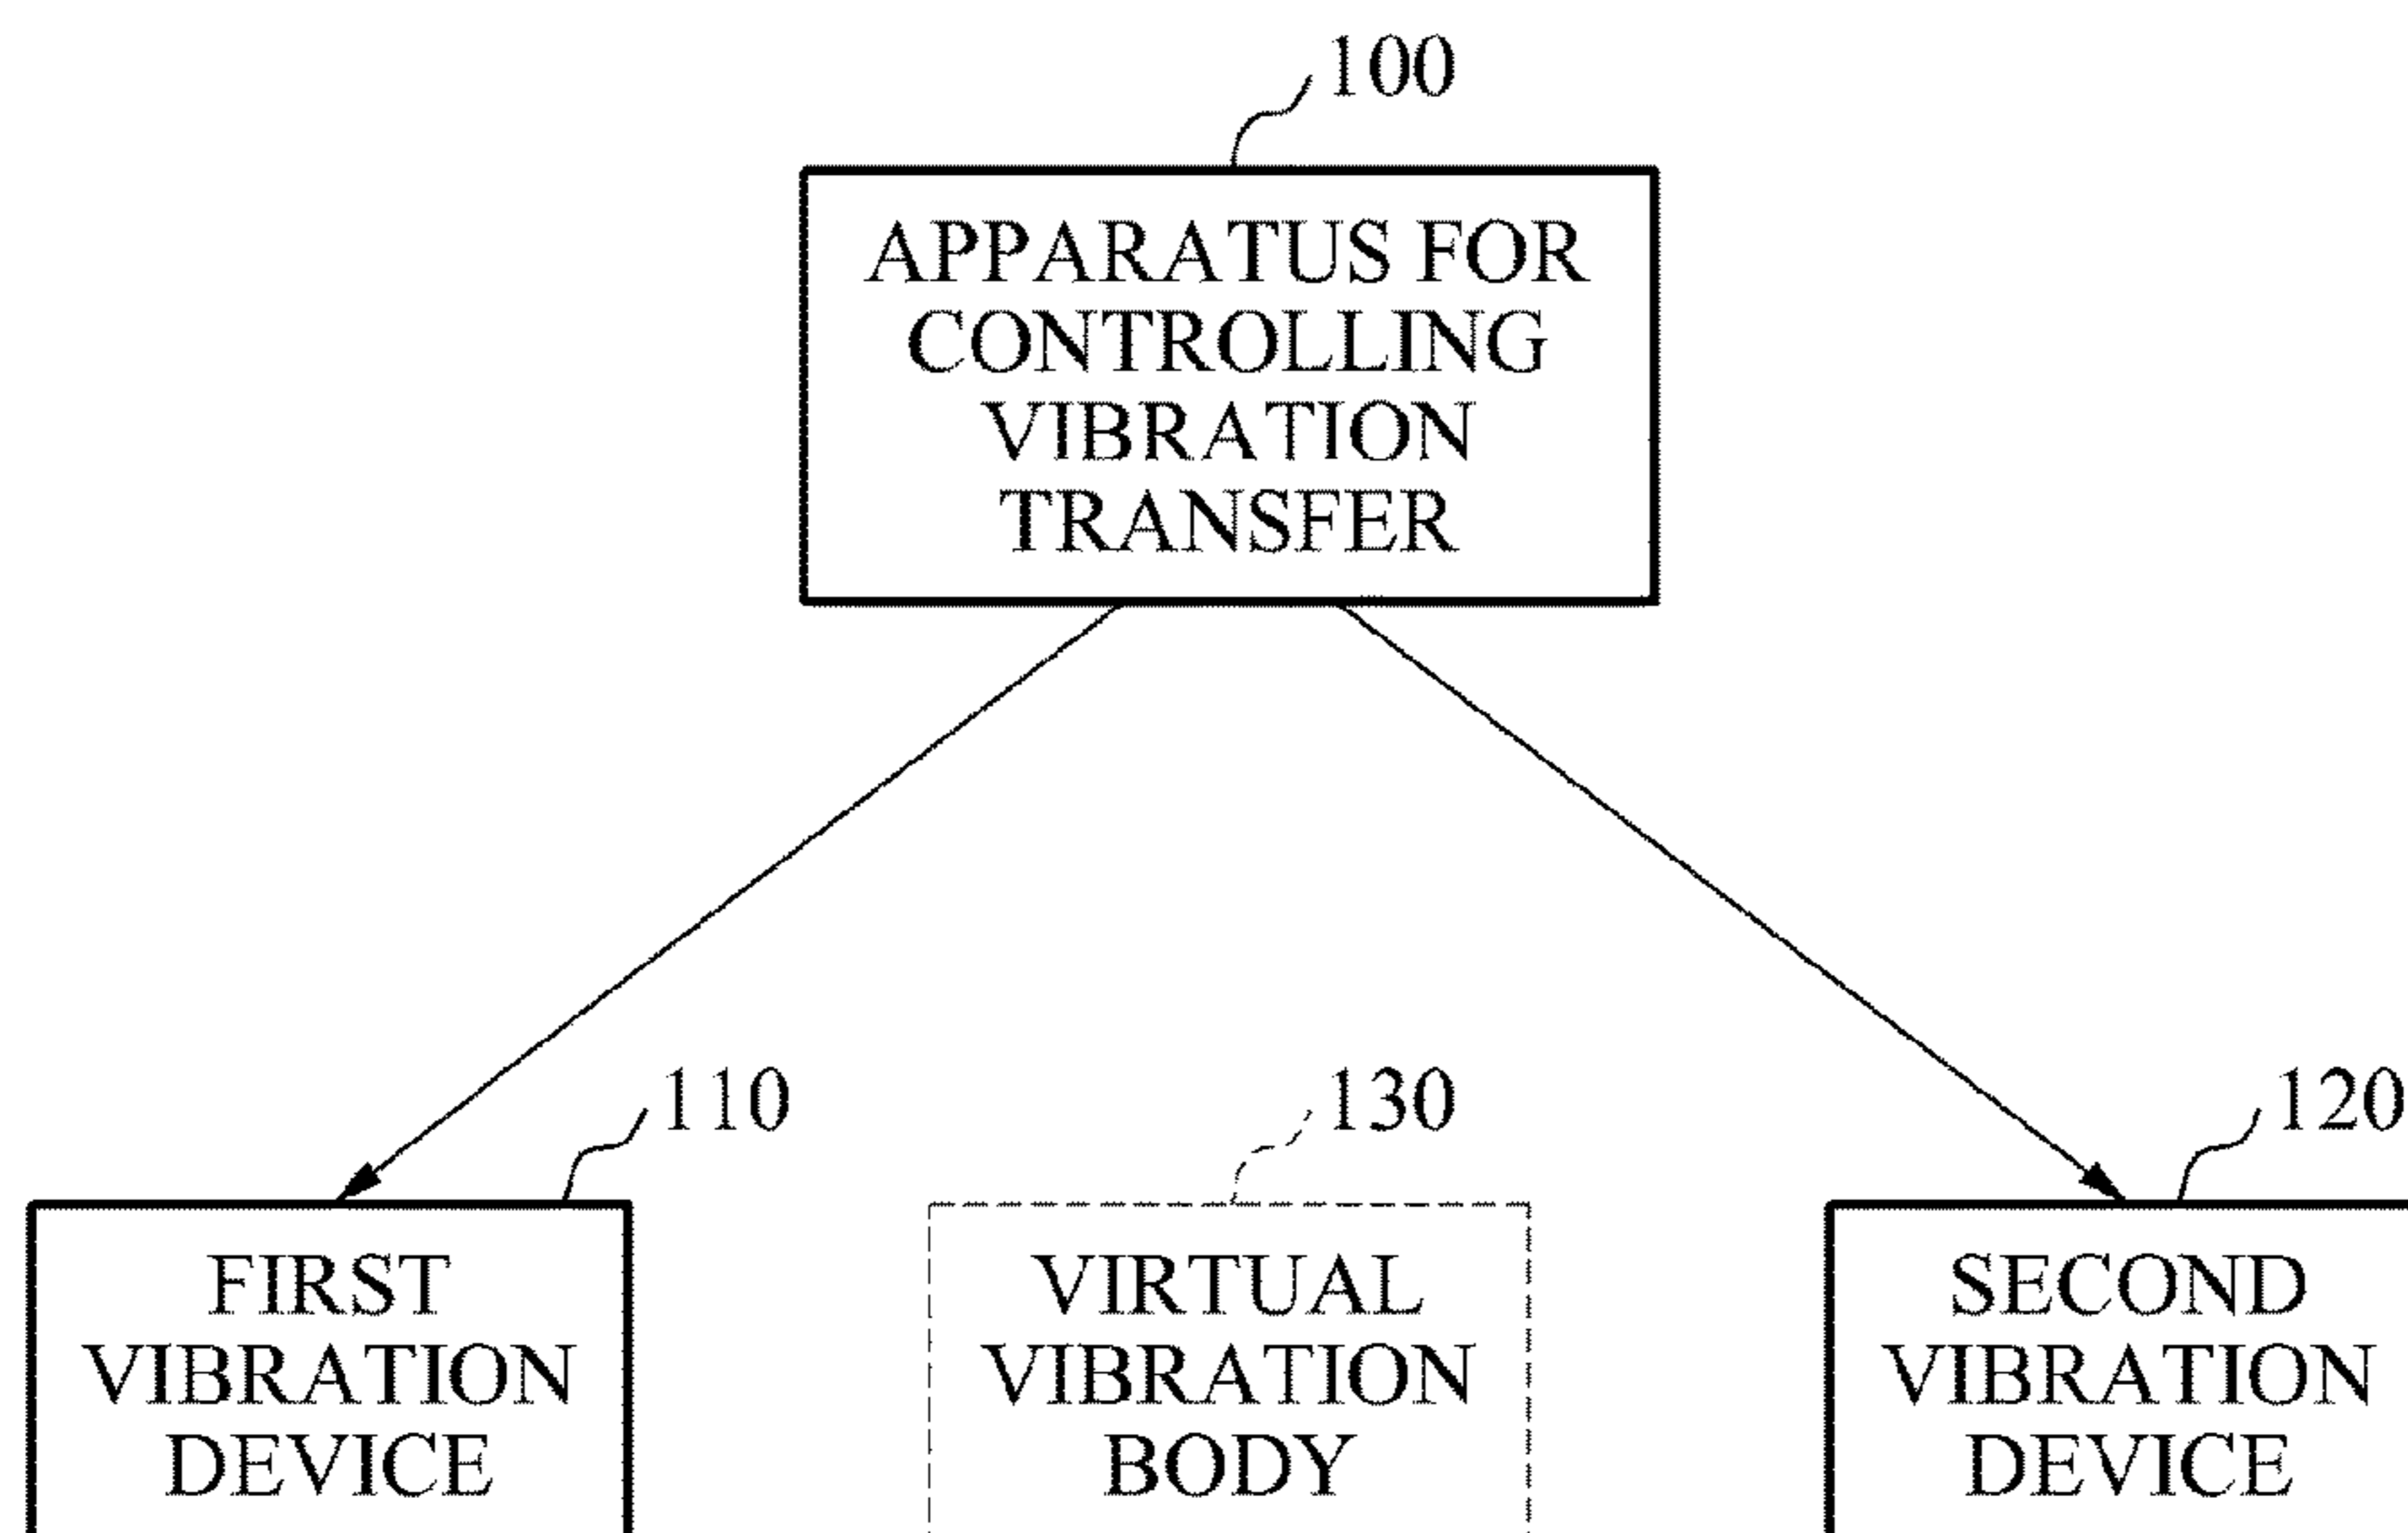 100
APPARATUS FOR
CONTROLLING
VIBRATION
TRANSFER
110
130
120
FIRST
VIBRATION
DEVICE
VIRTUAL
VIBRATION
BODY
SECOND
VIBRATION
DEVICE